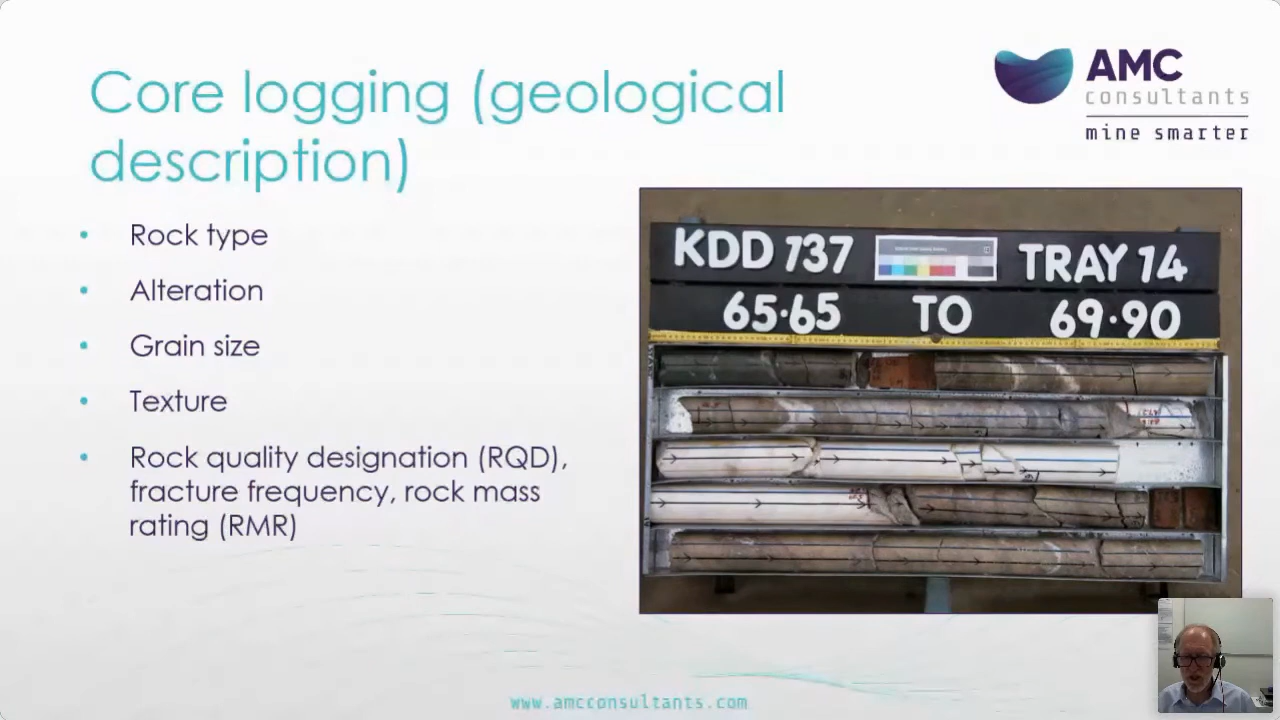 Core logging (geological
description)
AMC
consultants
mine smarter
• Rock type
• Alteration
• Grain size
• Texture
• Rock quality designation (RQD),
fracture frequency, rock mass
rating (RMR)
KDD 737 TRAY 14
65.65 TO 69.90
www.amcconsultants.com